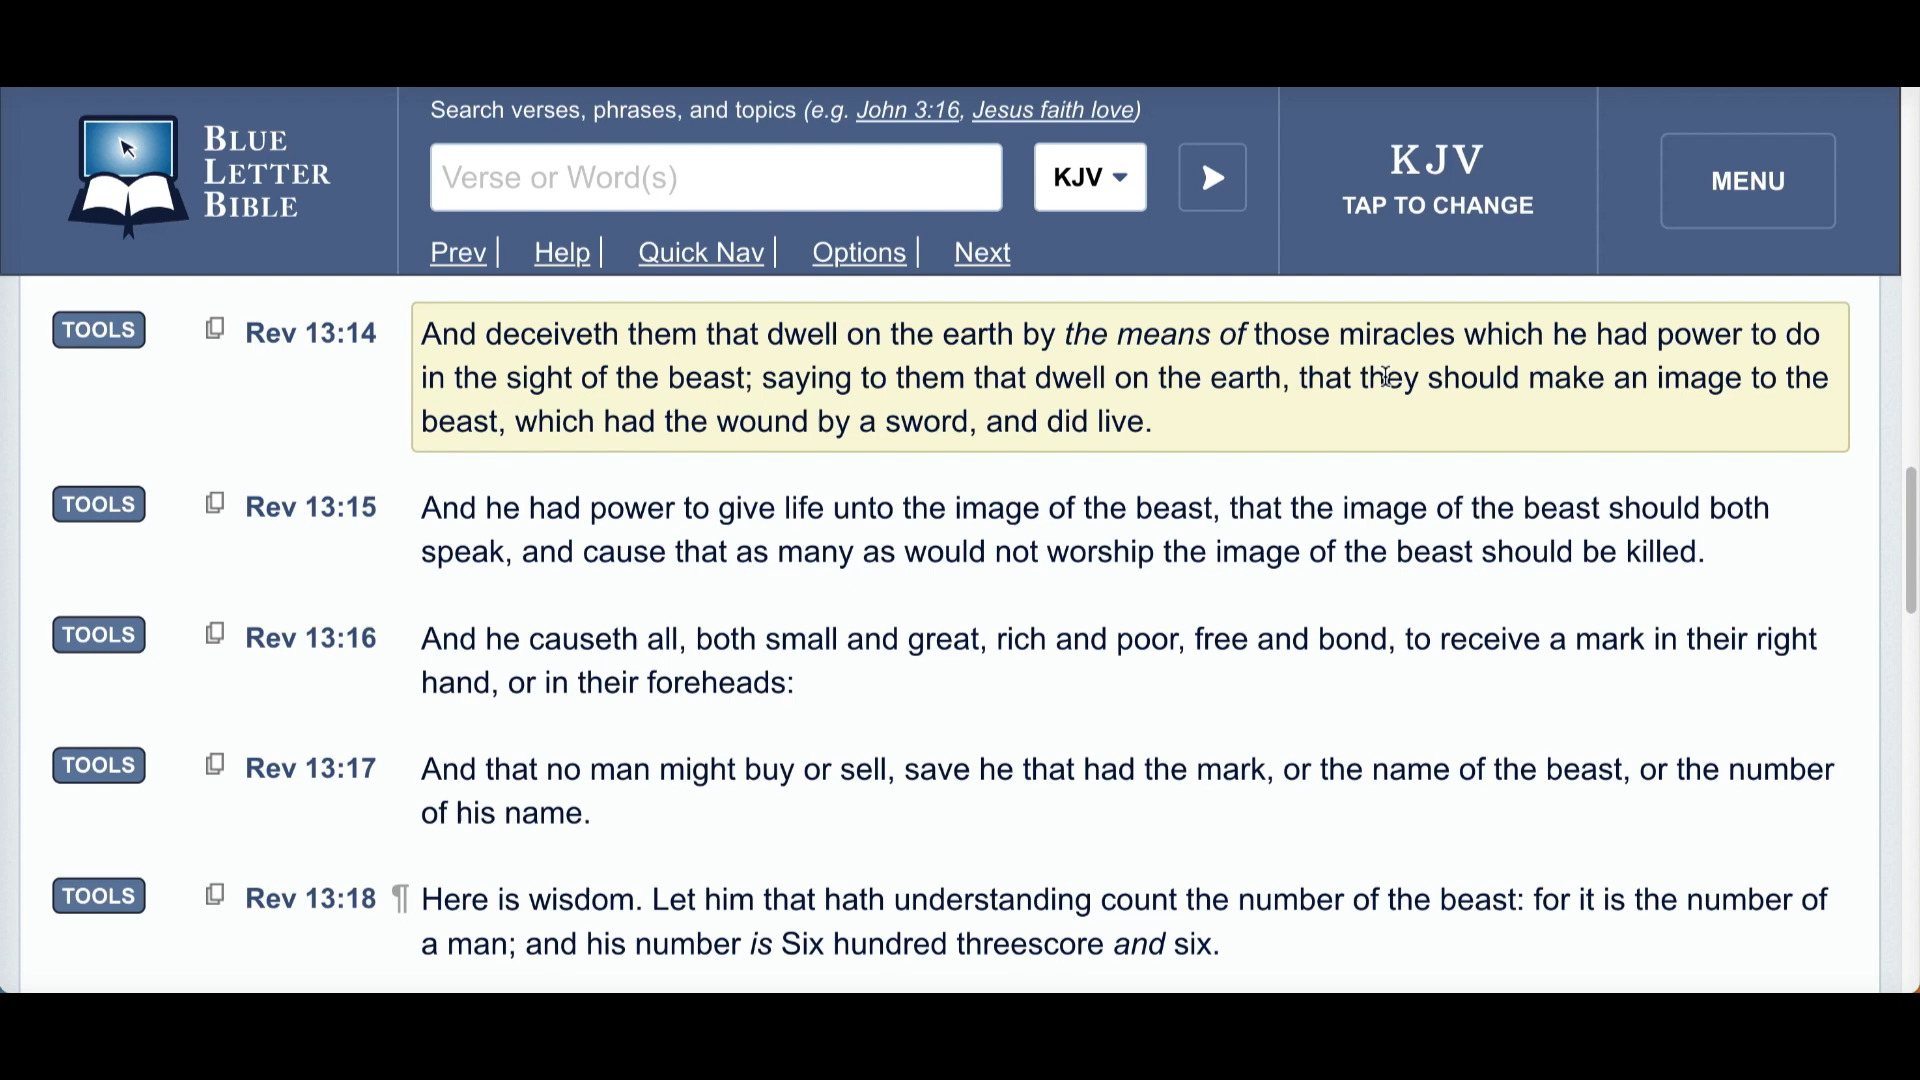 BLUE
LETTER
BIBLE
Search verses, phrases, and topics (e.g. John 3:16, Jesus faith love)
Verse or Word(s)
KJV
KJV
TAP TO CHANGE
MENU
Prev | Help | Quick Nav | Options | Next
TOOLS Rev 13:14 And deceiveth them that dwell on the earth by the means of those miracles which he had power to do
in the sight of the beast; saying to them that dwell on the earth, that they should make an image to the
beast, which had the wound by a sword, and did live.
TOOLS Rev 13:15 And he had power to give life unto the image of the beast, that the image of the beast should both
speak, and cause that as many as would not worship the image of the beast should be killed.
TOOLS Rev 13:16 And he causeth all, both small and great, rich and poor, free and bond, to receive a mark in their right
hand, or in their foreheads:
TOOLS Rev 13:17 And that no man might buy or sell, save he that had the mark, or the name of the beast, or the number
of his name.
TOOLS Rev 13:18 ¶ Here is wisdom. Let him that hath understanding count the number of the beast: for it is the number of
a man; and his number is Six hundred threescore and six.